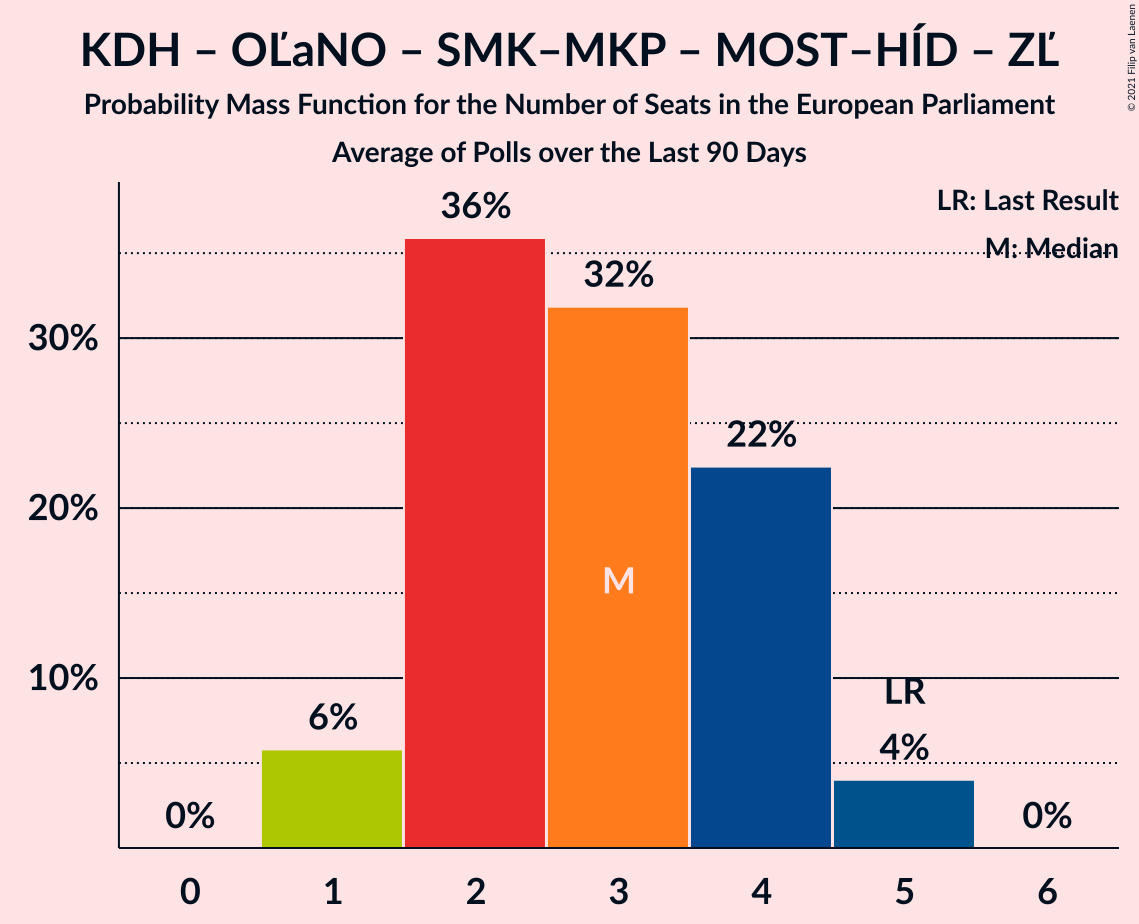 KDH – OĽaNO – SMK–MKP – MOST–HÍD – ZĽ
Probability Mass Function for the Number of Seats in the European Parliament
Average of Polls over the Last 90 Days
© 2021 Filip van Laenen
LR: Last Result
M: Median
36%
32%
30%
22%
20%
M
10%
LR
6%
4%
0%
0%
0 1 2 3 4 5 6